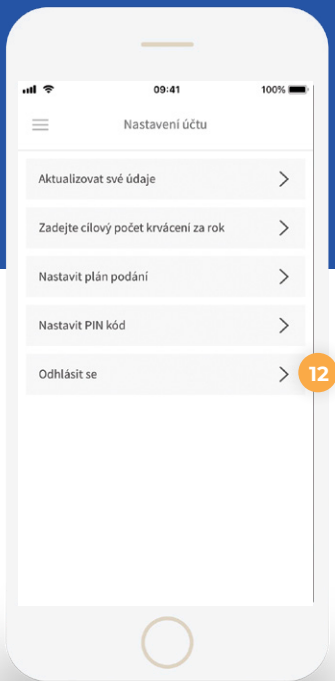 09:41
100%
Nastavení účtu
Aktualizovat své údaje
Zadejte cílový počet krvácení za rok
Nastavit plán podání
Nastavit PIN kód
Odhlásit se
12